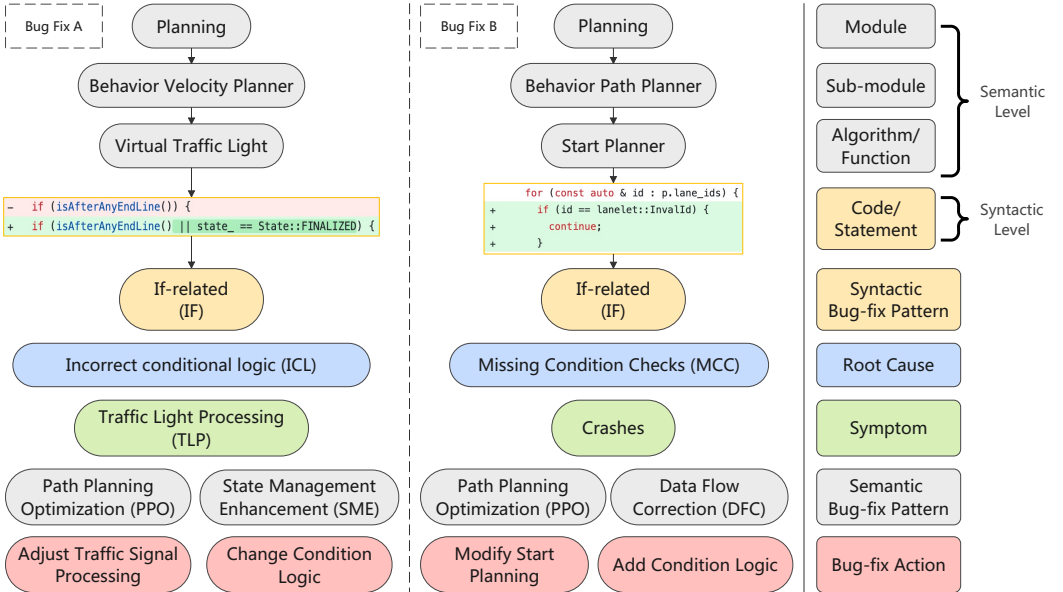 Bug Fix A
Planning
Behavior Velocity Planner
Virtual Traffic Light
- if (isAfterAnyEndLine()) {
+ if (isAfterAnyEndLine() || state_ == State::FINALIZED) {
If-related
(IF)
Incorrect conditional logic (ICL)
Traffic Light Processing
(TLP)
Path Planning
Optimization (PPO)
State Management
Enhancement (SME)
Adjust Traffic Signal
Processing
Change Condition
Logic
Bug Fix B
Planning
Behavior Path Planner
Start Planner
for (const auto & id : p.lane_ids) {
+ if (id == lanelet::InvalId) {
+ continue;
+ }
If-related
(IF)
Missing Condition Checks (MCC)
Crashes
Path Planning
Optimization (PPO)
Data Flow
Correction (DFC)
Modify Start
Planning
Add Condition Logic
Module
Sub-module
Algorithm/
Function
Semantic
Level
Code/
Statement
Syntactic
Level
Syntactic
Bug-fix Pattern
Root Cause
Symptom
Semantic
Bug-fix Pattern
Bug-fix Action